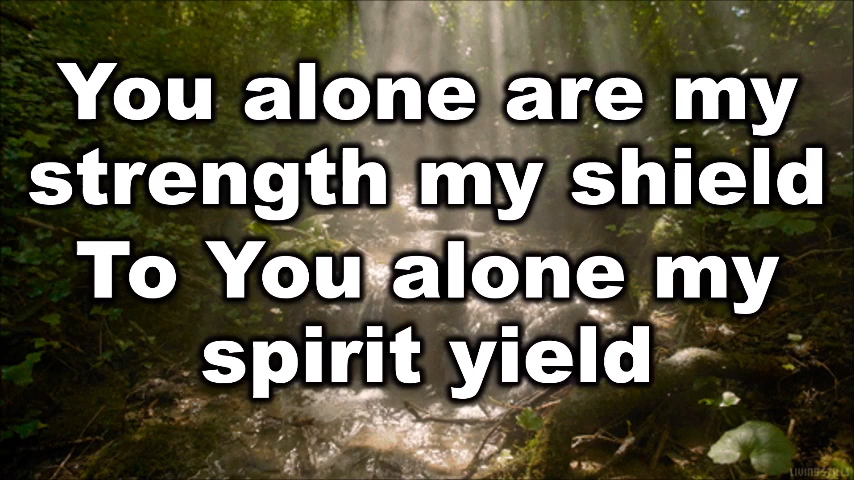 You alone are my
strength my shield
To You alone my
spirit yield